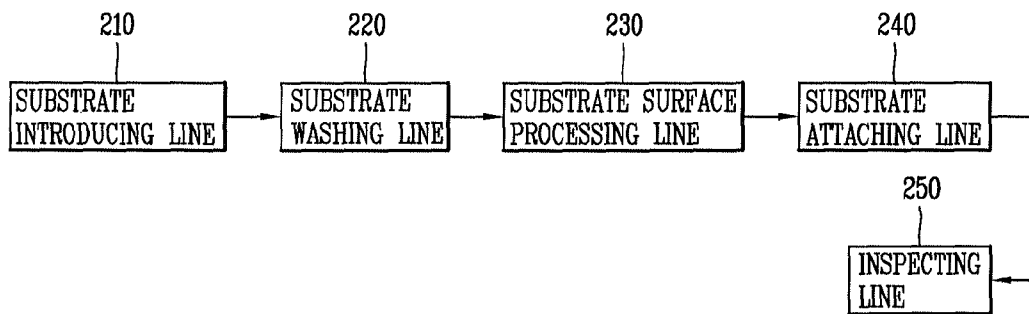 210
220
230
240
SUBSTRATE
INTRODUCING LINE
SUBSTRATE
WASHING LINE
SUBSTRATE SURFACE
PROCESSING LINE
SUBSTRATE
ATTACHING LINE
250
INSPECTING
LINE